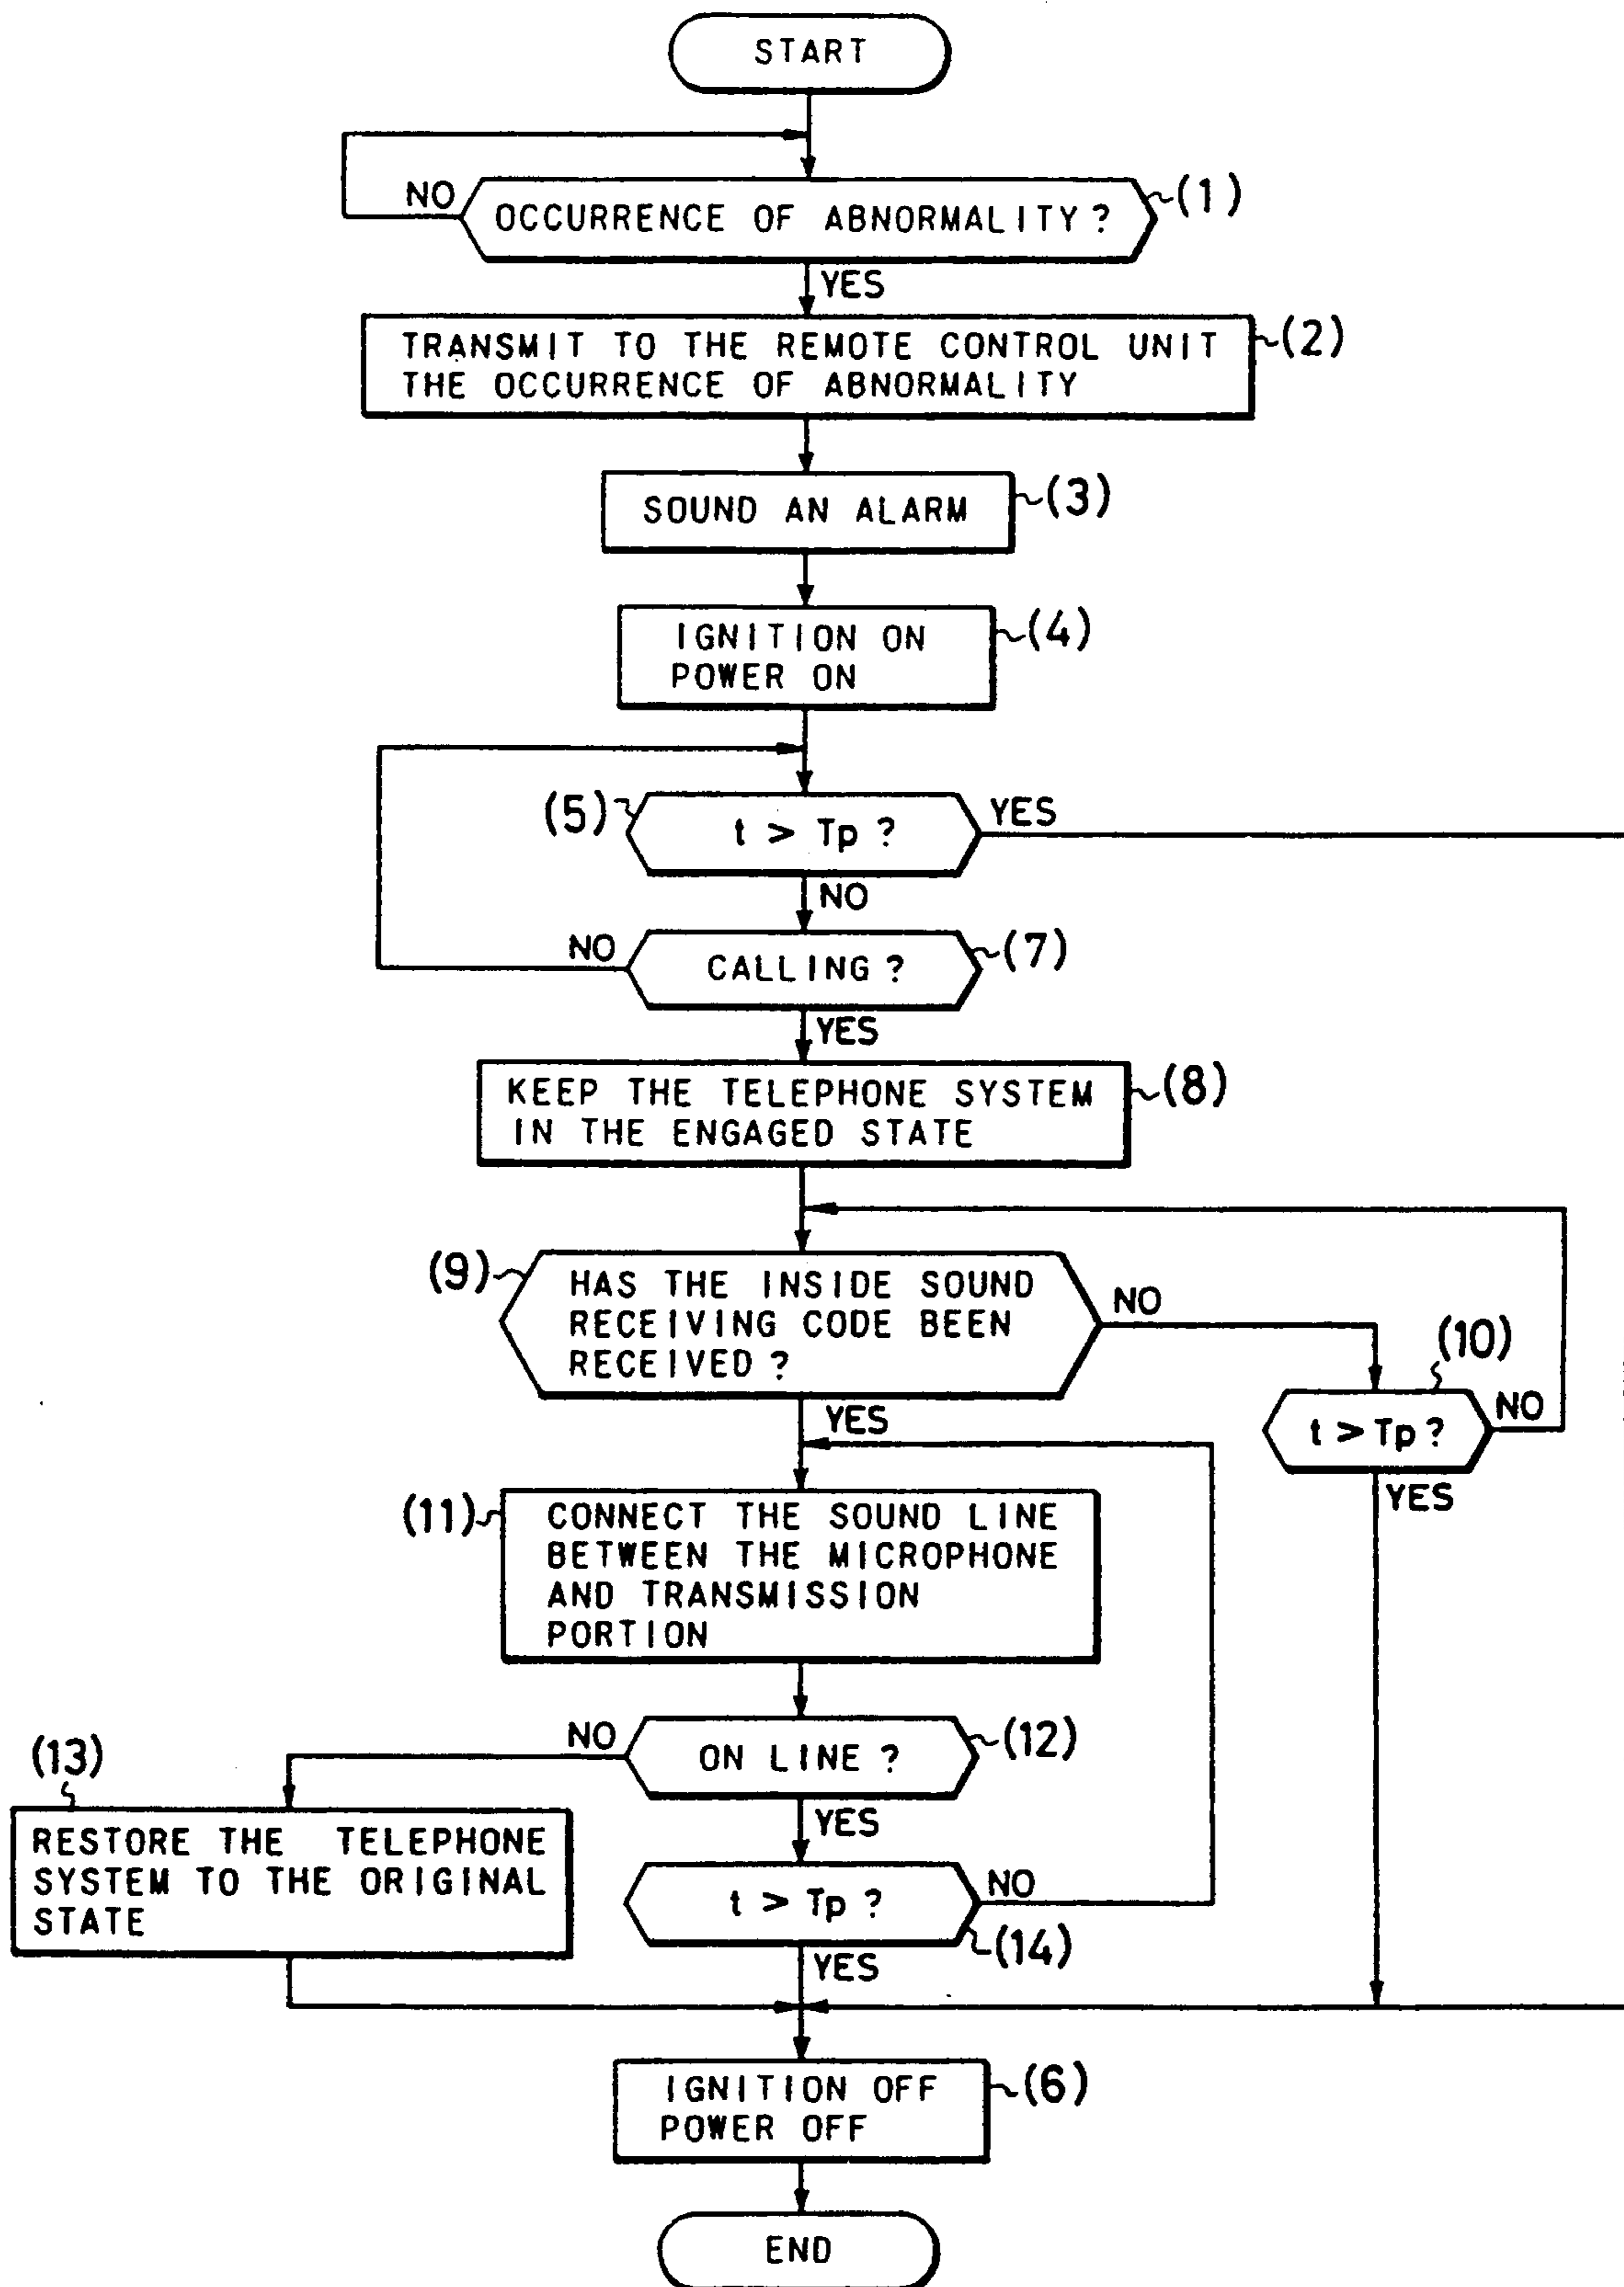 START
NO
OCCURRENCE OF ABNORMALITY?
(1)
YES
TRANSMIT TO THE REMOTE CONTROL UNIT
THE OCCURRENCE OF ABNORMALITY
(2)
SOUND AN ALARM
(3)
IGNITION ON
POWER ON
(4)
(5)
t > Tp ?
YES
NO
NO
CALLING ?
(7)
YES
KEEP THE TELEPHONE SYSTEM
IN THE ENGAGED STATE
(8)
(9)
HAS THE INSIDE SOUND
RECEIVING CODE BEEN
RECEIVED ?
NO
(10)
t > Tp ?
NO
YES
YES
(11)
CONNECT THE SOUND LINE
BETWEEN THE MICROPHONE
AND TRANSMISSION
PORTION
NO
ON LINE ?
(12)
(13)
RESTORE THE TELEPHONE
SYSTEM TO THE ORIGINAL
STATE
YES
t > Tp ?
NO
(14)
YES
IGNITION OFF
POWER OFF
(6)
END